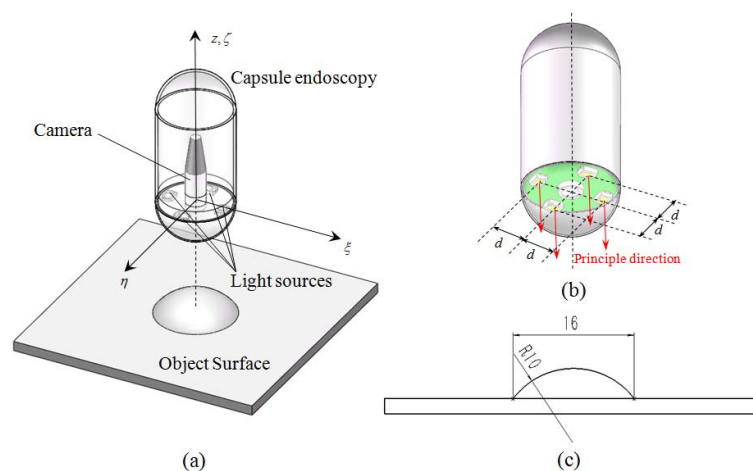 z, ζ
Capsule endoscopy
Camera
ξ
η
Light sources
Object Surface
(a)
d
d
d
d
Principle direction
(b)
16
R10
(c)